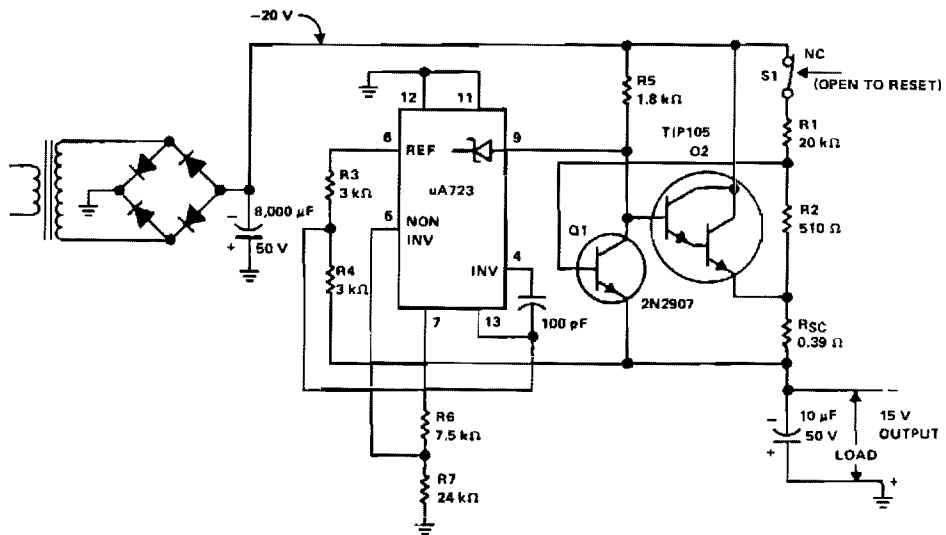 −20 V
NC
S1
(OPEN TO RESET)
R5
1.8 kΩ
12
11
TIP105
Q2
R1
20 kΩ
6
REF
9
uA723
R3
3 kΩ
8,000 μF
−
+
50 V
5
NON
INV
R2
510 Ω
Q1
INV
4
R4
3 kΩ
2N2907
RSC
0.39 Ω
7
13
100 pF
R6
7.5 kΩ
R7
24 kΩ
−
10 μF
50 V
+
15 V
OUTPUT
LOAD
−
+